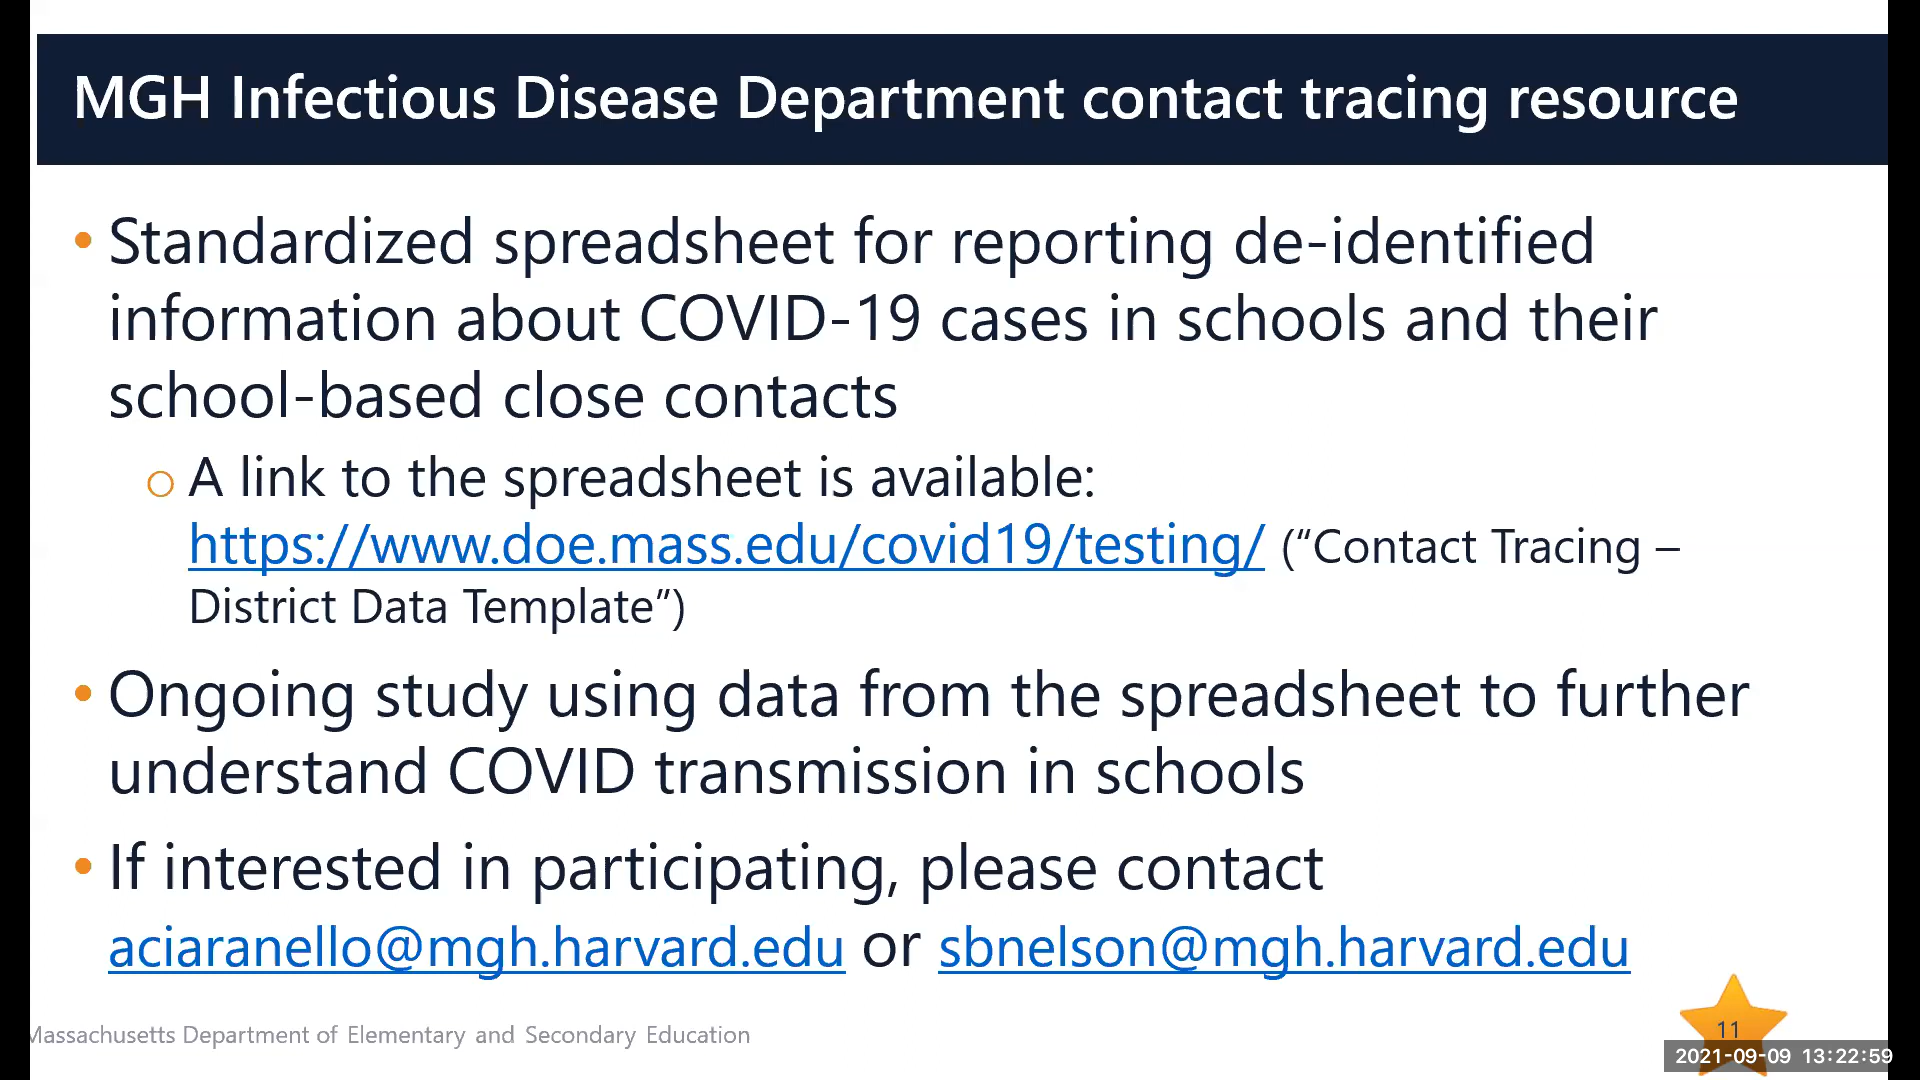 MGH Infectious Disease Department contact tracing resource
• Standardized spreadsheet for reporting de-identified
information about COVID-19 cases in schools and their
school-based close contacts
o A link to the spreadsheet is available:
https://www.doe.mass.edu/covid19/testing/ (“Contact Tracing –
District Data Template”)
• Ongoing study using data from the spreadsheet to further
understand COVID transmission in schools
• If interested in participating, please contact
aciaranello@mgh.harvard.edu or sbnelson@mgh.harvard.edu
Massachusetts Department of Elementary and Secondary Education
11
2021-09-09 13:22:59